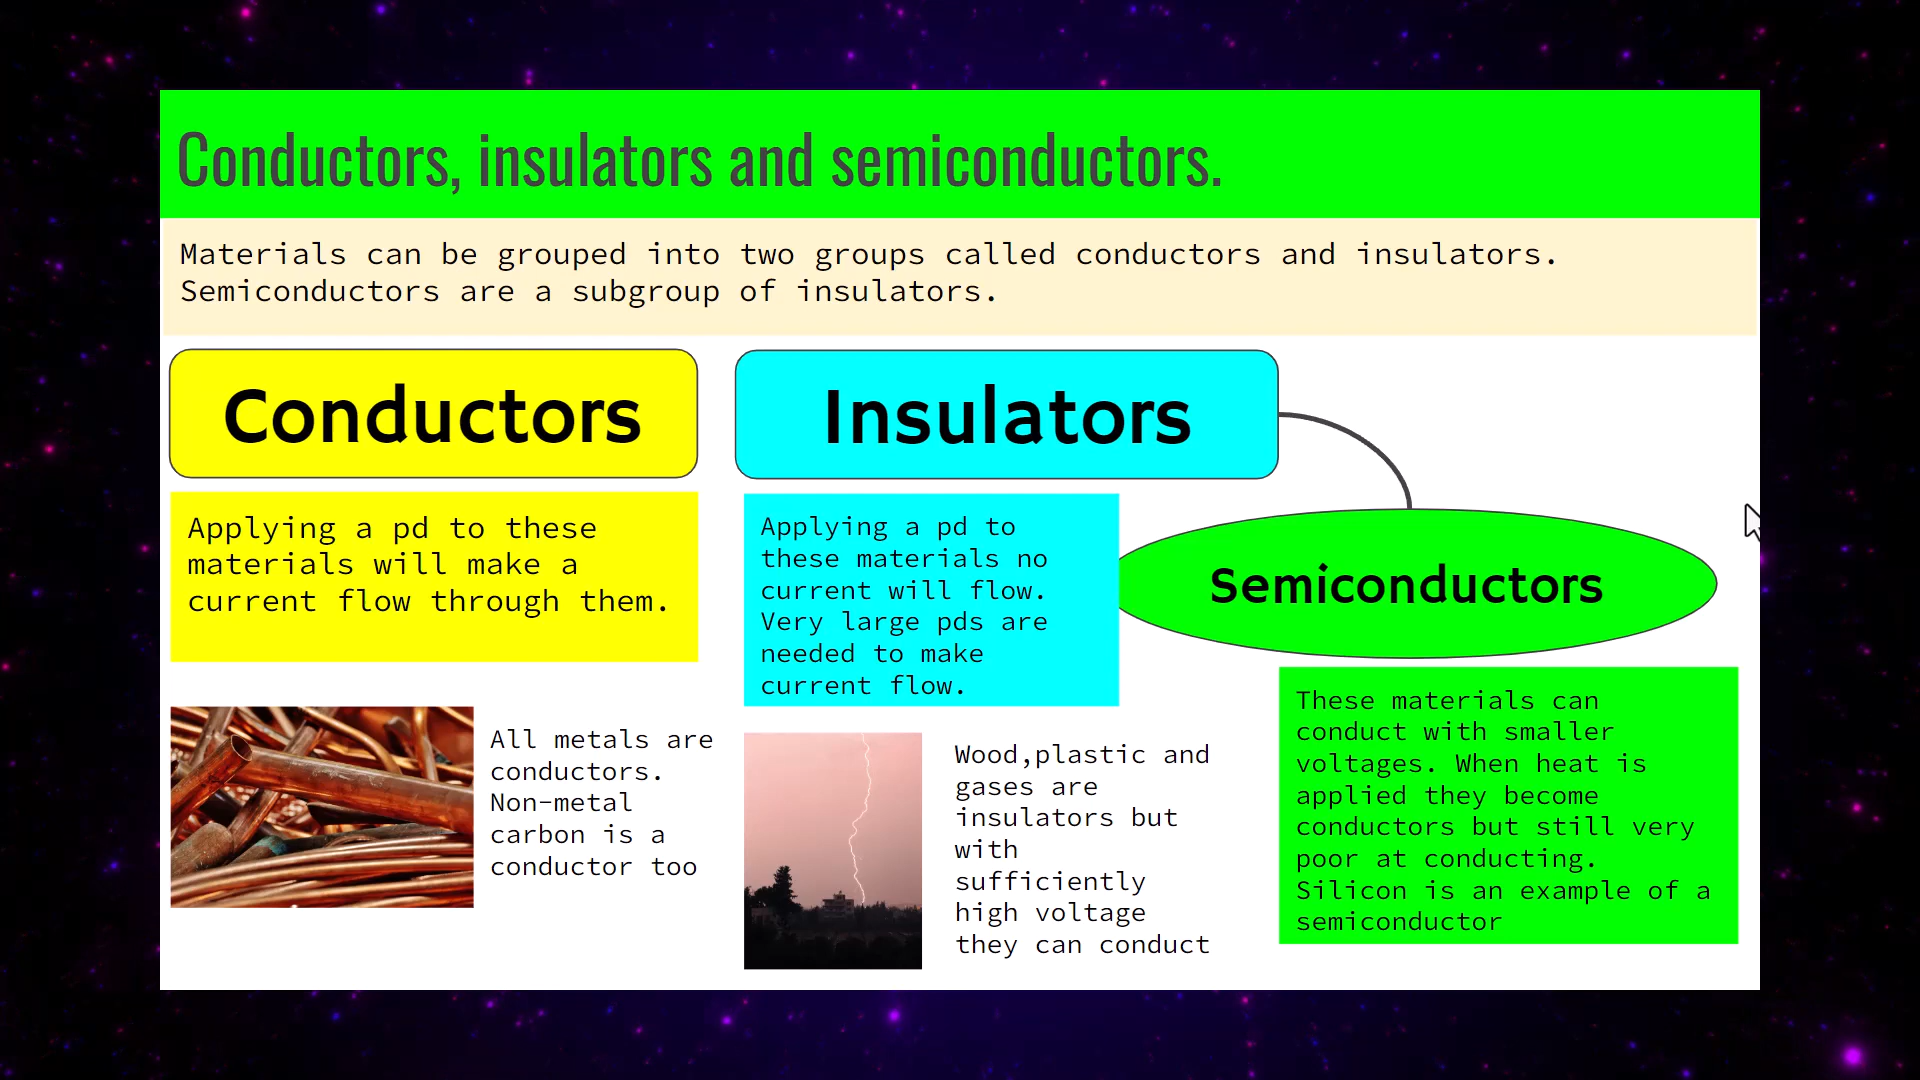 Conductors, insulators and semiconductors.
Materials can be grouped into two groups called conductors and insulators.
Semiconductors are a subgroup of insulators.
Conductors
Applying a pd to these
materials will make a
current flow through them.
All metals are
conductors.
Non-metal
carbon is a
conductor too
Insulators
Applying a pd to
these materials no
current will flow.
Very large pds are
needed to make
current flow.
Wood,plastic and
gases are
insulators but
with
sufficiently
high voltage
they can conduct
Semiconductors
These materials can
conduct with smaller
voltages. When heat is
applied they become
conductors but still very
poor at conducting.
Silicon is an example of a
semiconductor